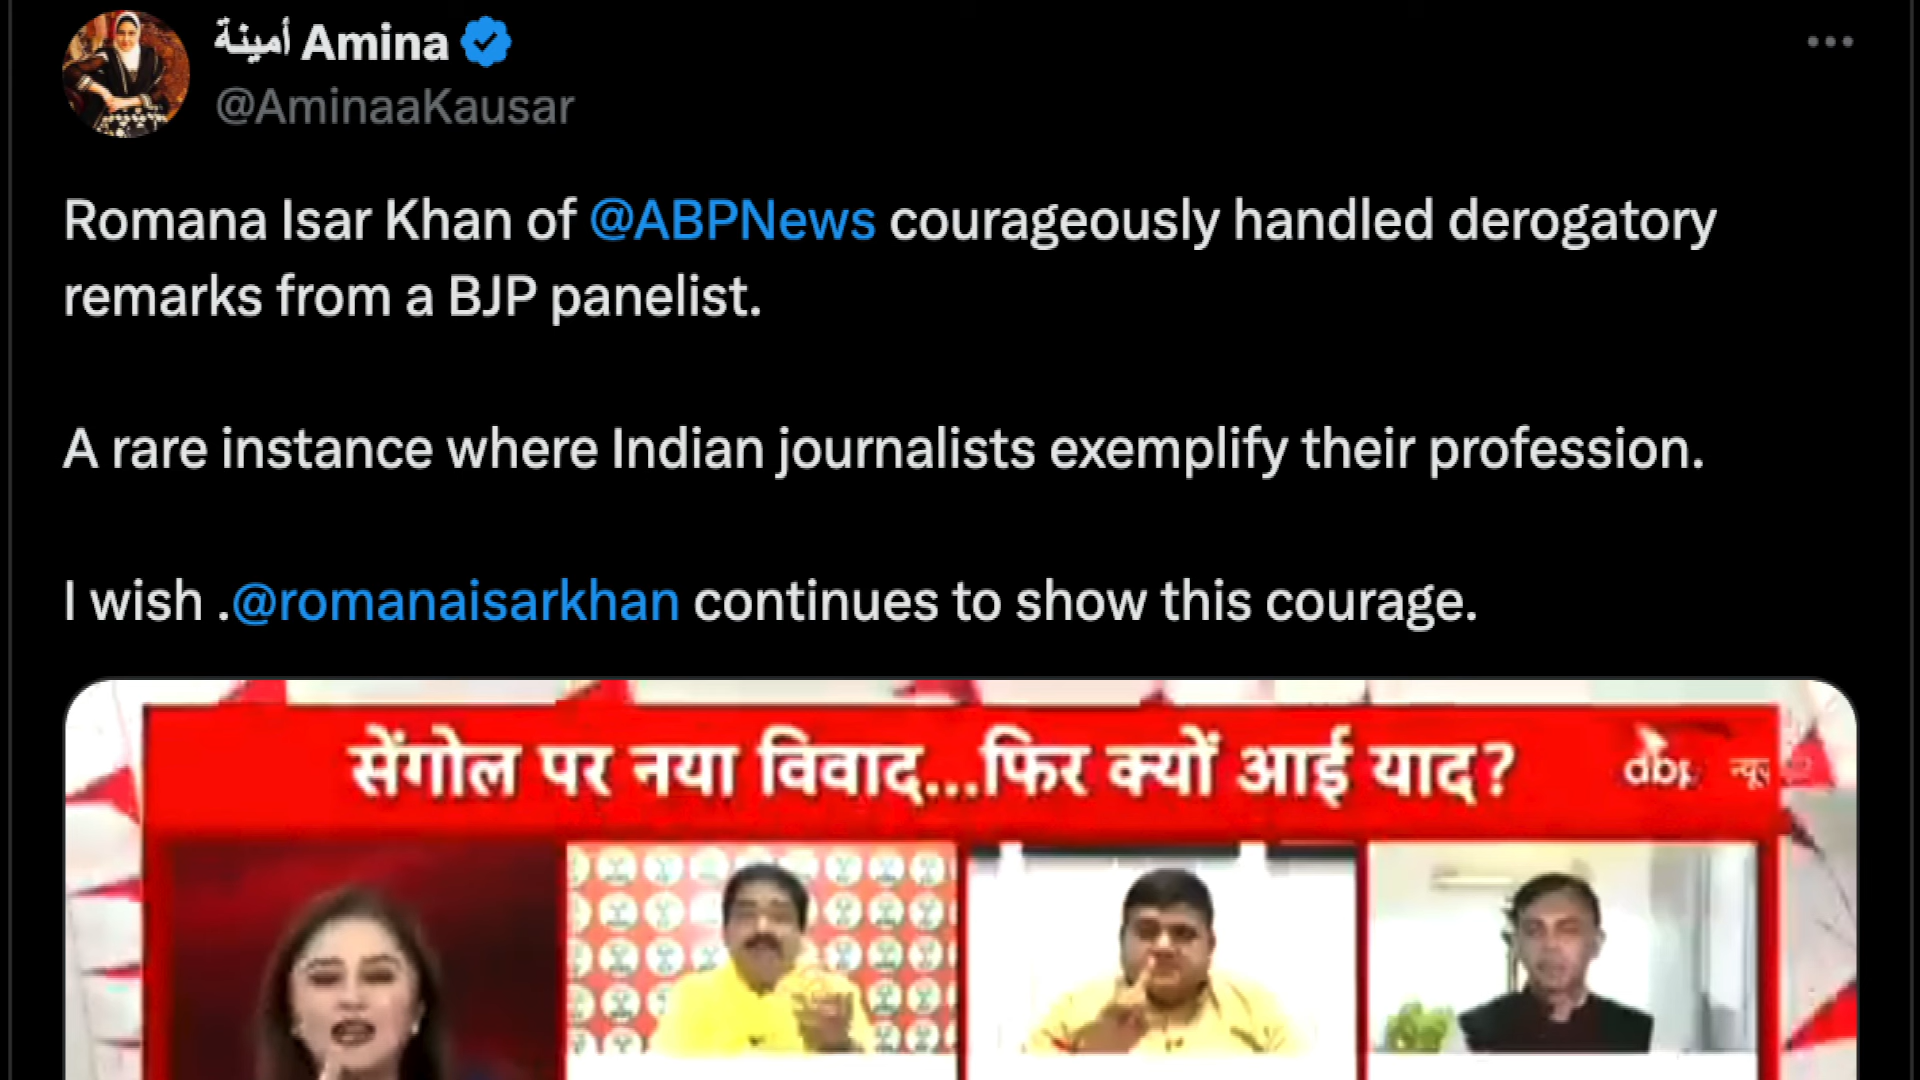 أمينة Amina
@AminaaKausar
Romana Isar Khan of @ABPNews courageously handled derogatory
remarks from a BJP panelist.
A rare instance where Indian journalists exemplify their profession.
I wish .@romanaisarkhan continues to show this courage.
सेंगोल पर नया विवाद...फिर क्यों आई याद?
abp न्यूज़